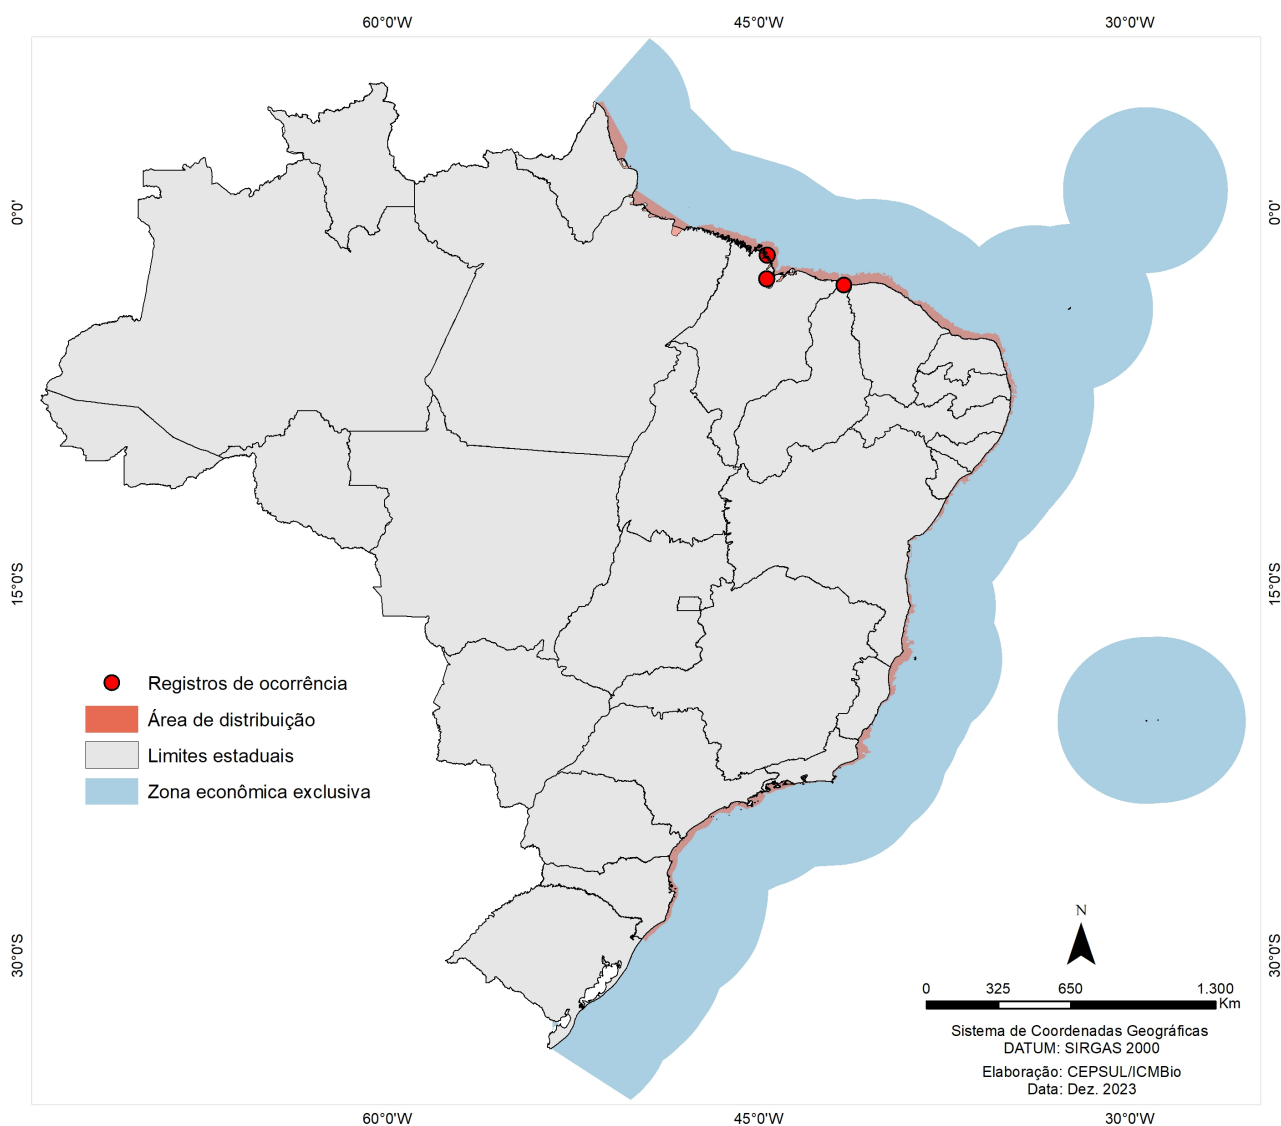 60°0'W 45°0'W 30°0'W
0°0' 0°0'
15°0'S 15°0'S
Registros de ocorrência
Área de distribuição
Limites estaduais
Zona econômica exclusiva
30°0'S 30°0'S
N
0 325 650 1.300
Km
Sistema de Coordenadas Geográficas
DATUM: SIRGAS 2000
Elaboração: CEPSUL/ICMBio
Data: Dez. 2023
60°0'W 45°0'W 30°0'W